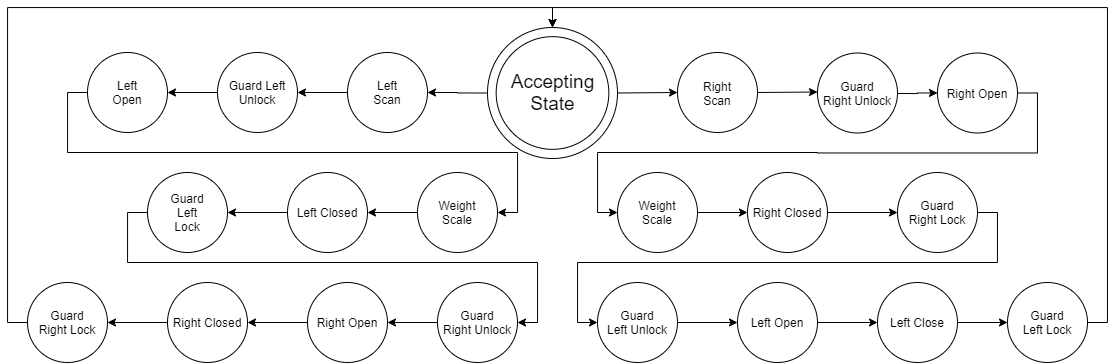 Left
Open
Guard Left
Unlock
Left
Scan
Accepting
State
Right
Scan
Guard
Right Unlock
Right Open
Guard
Left
Lock
Left Closed
Weight
Scale
Weight
Scale
Right Closed
Guard
Right Lock
Guard
Right Lock
Right Closed
Right Open
Guard
Right Unlock
Guard
Left Unlock
Left Open
Left Close
Guard
Left Lock